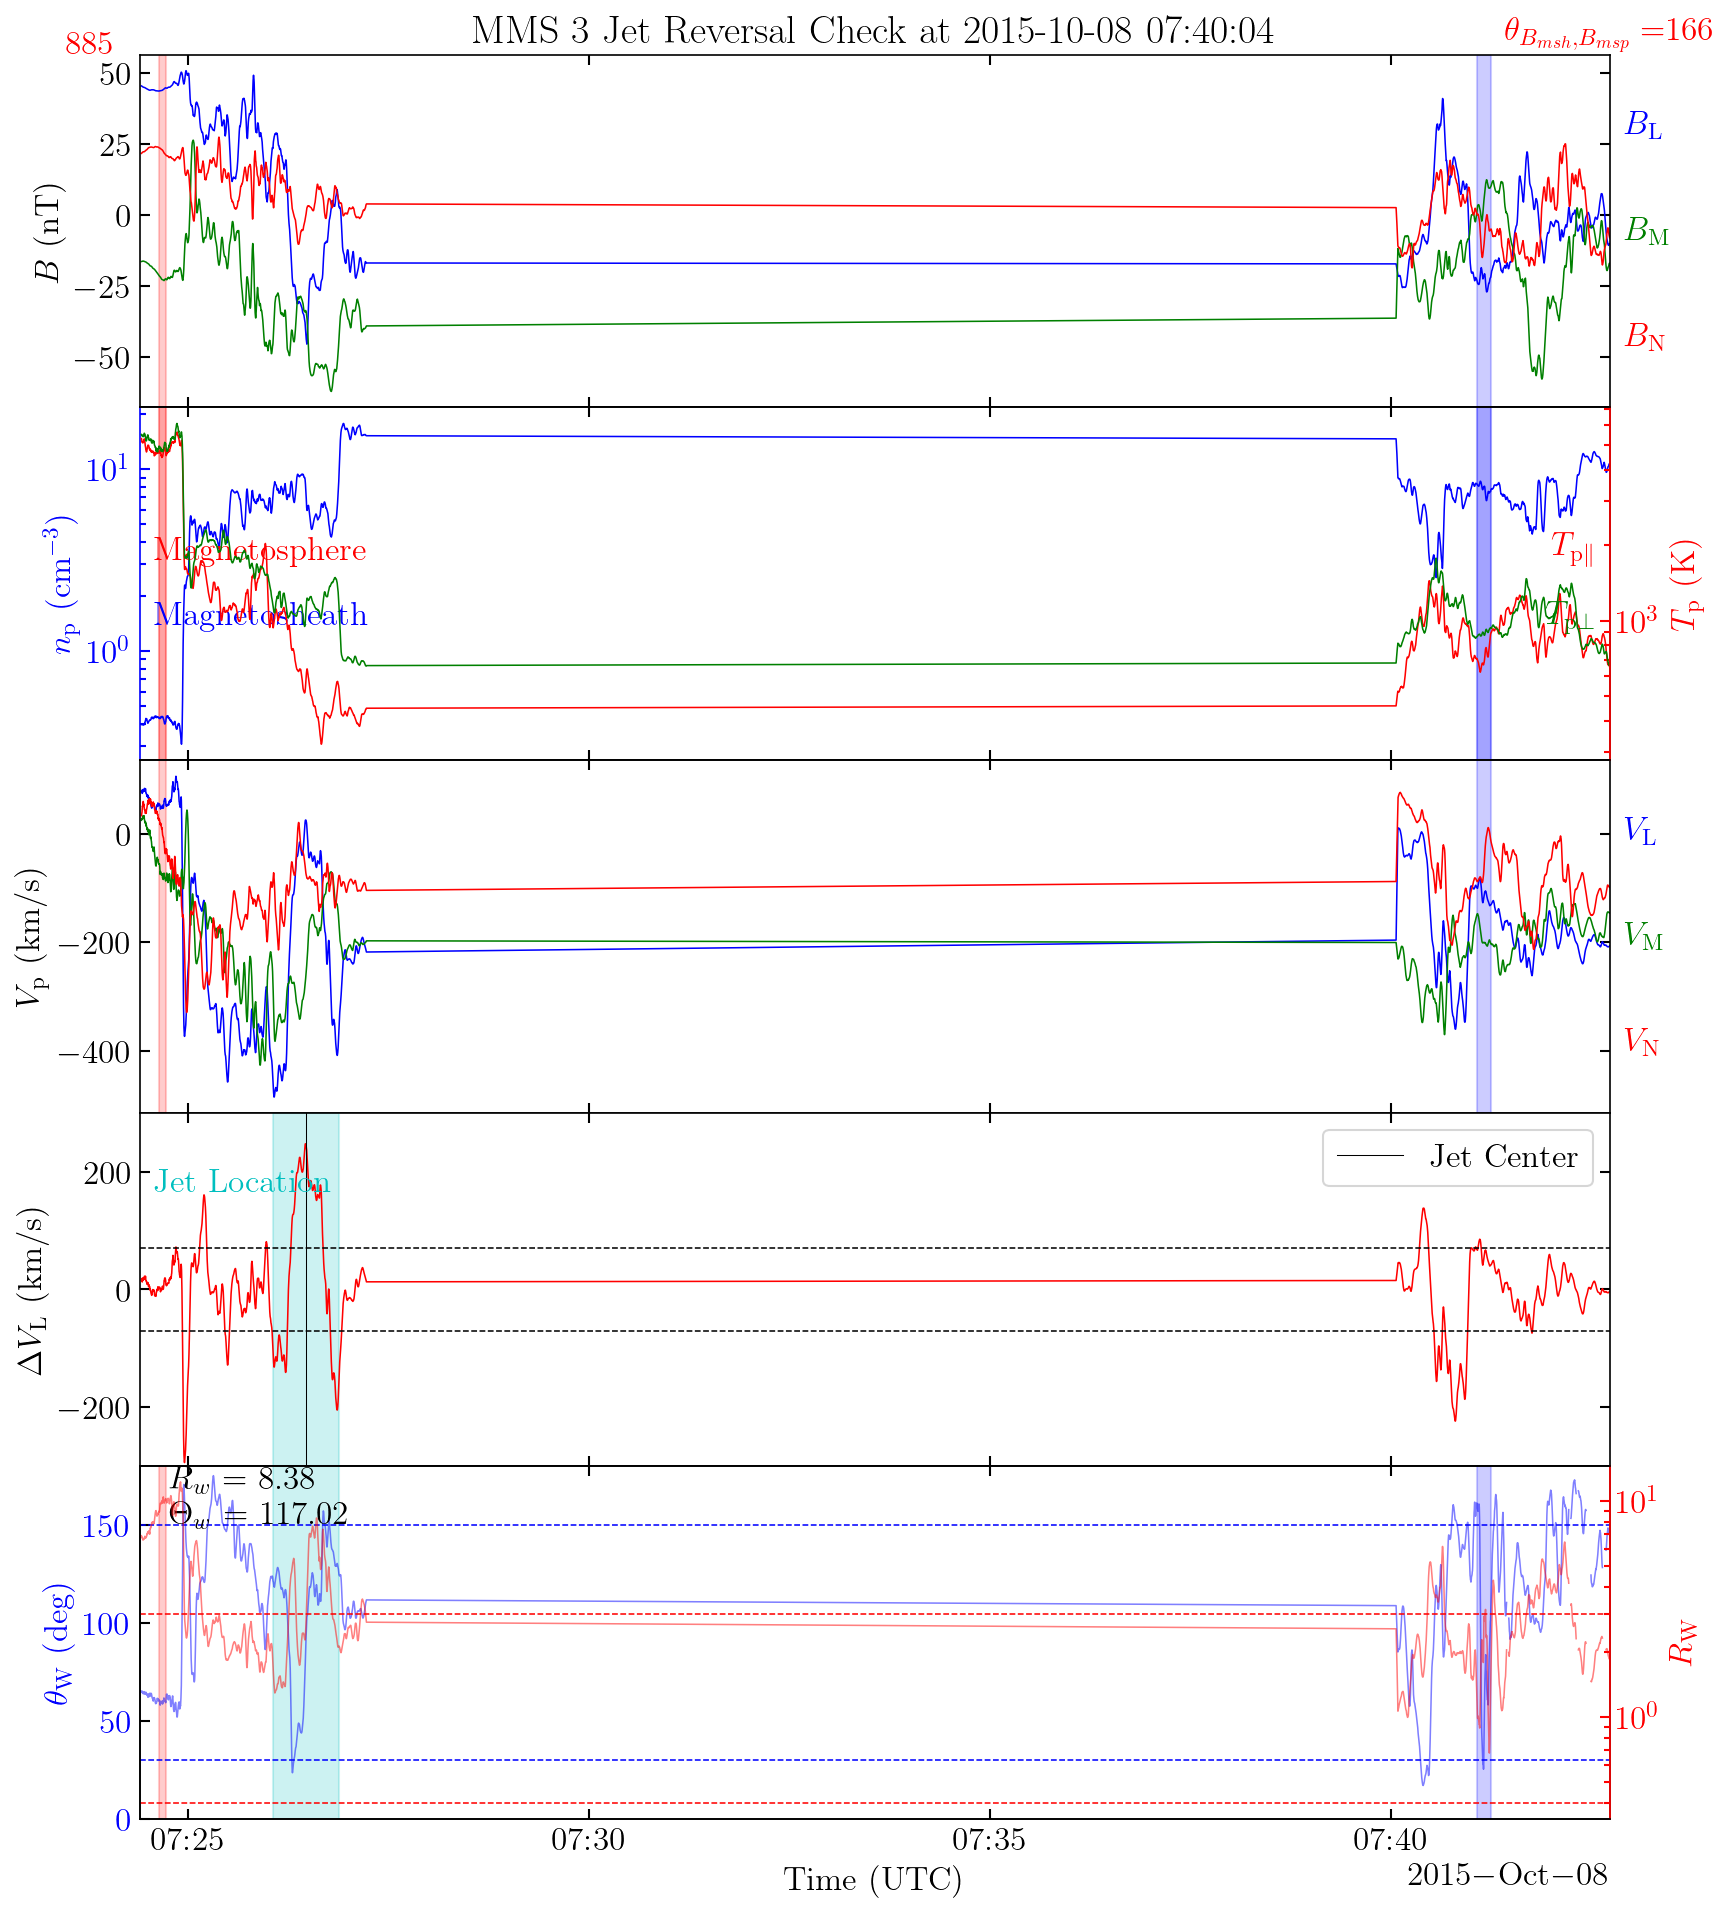 MMS 3 Jet Reversal Check at 2015-10-08 07:40:04
885
θ_{B_{msh},B_{msp}} =166
50
25
0
−25
−50
B (nT)
B_L
B_M
B_N
10^1
10^0
n_p (cm^{−3})
Magnetosphere
Magnetosheath
T_{p∥}
T_{p⊥}
10^3
T_p (K)
0
−200
−400
V_p (km/s)
V_L
V_M
V_N
200
0
−200
ΔV_L (km/s)
Jet Location
Jet Center
R_w = 8.38
Θ_w = 117.02
150
100
50
0
θ_W (deg)
10^1
10^0
R_W
07:25
07:30
07:35
07:40
Time (UTC)
2015−Oct−08